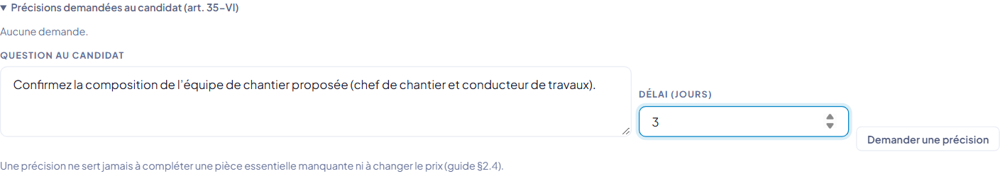 ▼ Précisions demandées au candidat (art. 35-VI)
Aucune demande.
QUESTION AU CANDIDAT
Confirmez la composition de l'équipe de chantier proposée (chef de chantier et conducteur de travaux).
DÉLAI (JOURS)
3
Demander une précision
Une précision ne sert jamais à compléter une pièce essentielle manquante ni à changer le prix (guide §2.4).